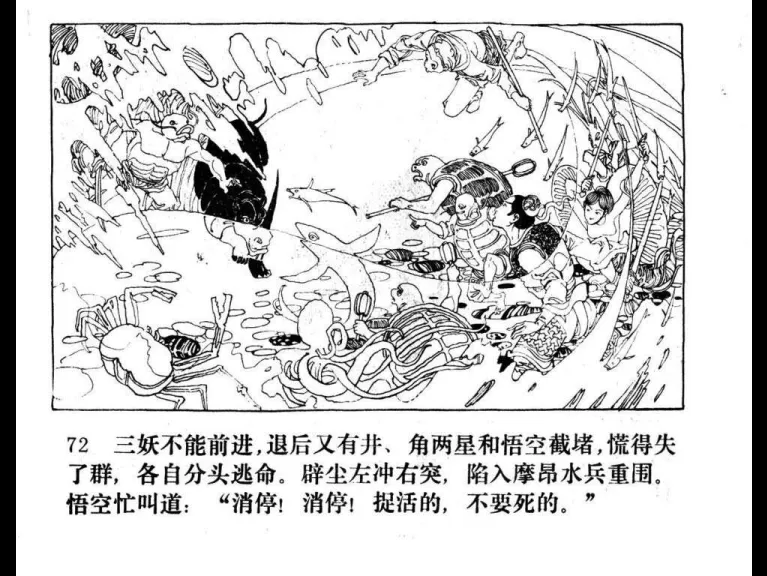 72 三妖不能前进,退后又有井、角两星和悟空截堵,慌得失
了群,各自分头逃命。辟尘左冲右突,陷入摩昂水兵重围。
悟空忙叫道:“消停!消停!捉活的,不要死的。”